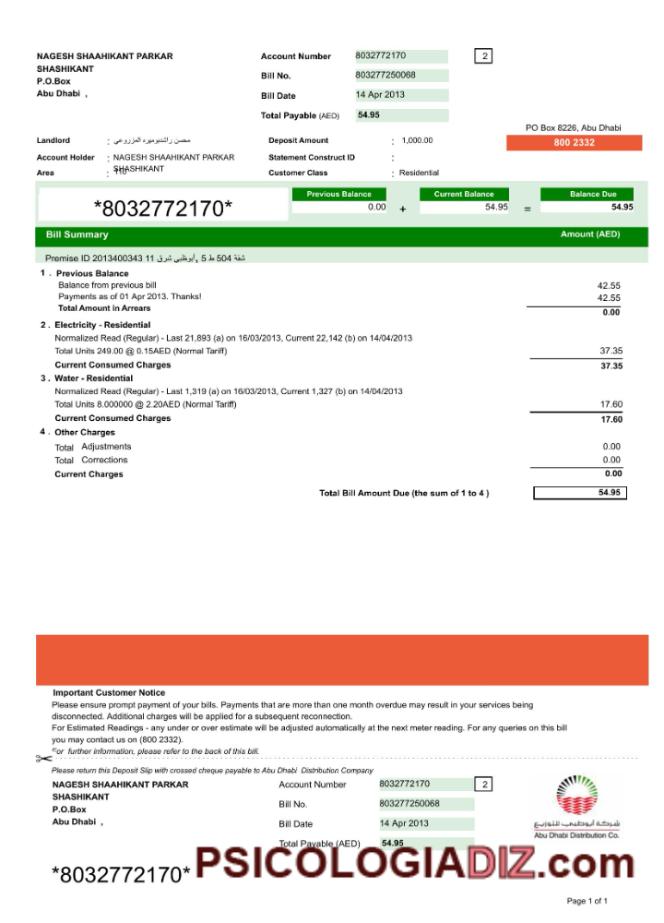 NAGESH SHAAHIKANT PARKAR
SHASHIKANT
P.O.Box
Abu Dhabi ,
Account Number 8032772170 2
Bill No. 803277250068
Bill Date 14 Apr 2013
Total Payable (AED) 54.95
PO Box 8226, Abu Dhabi
800 2332
Landlord : محسن راشد المزروعي
Deposit Amount : 1,000.00
Account Holder : NAGESH SHAAHIKANT PARKAR SHASHIKANT
Statement Construct ID :
Area :
Customer Class : Residential
*8032772170*
Previous Balance Current Balance Balance Due
0.00 + 54.95 = 54.95
Bill Summary Amount (AED)
Premise ID 2013400343 شقة 504 ط 5 ,أبوظبي شرق 11
1 . Previous Balance
Balance from previous bill 42.55
Payments as of 01 Apr 2013. Thanks! 42.55
Total Amount in Arrears 0.00
2 . Electricity - Residential
Normalized Read (Regular) - Last 21,893 (a) on 16/03/2013, Current 22,142 (b) on 14/04/2013
Total Units 249.00 @ 0.15AED (Normal Tariff) 37.35
Current Consumed Charges 37.35
3 . Water - Residential
Normalized Read (Regular) - Last 1,319 (a) on 16/03/2013, Current 1,327 (b) on 14/04/2013
Total Units 8.000000 @ 2.20AED (Normal Tariff) 17.60
Current Consumed Charges 17.60
4 . Other Charges
Total Adjustments 0.00
Total Corrections 0.00
Current Charges 0.00
Total Bill Amount Due (the sum of 1 to 4 ) 54.95
Important Customer Notice
Please ensure prompt payment of your bills. Payments that are more than one month overdue may result in your services being
disconnected. Additional charges will be applied for a subsequent reconnection.
For Estimated Readings - any under or over estimate will be adjusted automatically at the next meter reading. For any queries on this bill
you may contact us on (800 2332).
For further information, please refer to the back of this bill.
Please return this Deposit Slip with crossed cheque payable to Abu Dhabi Distribution Company
NAGESH SHAAHIKANT PARKAR
SHASHIKANT
P.O.Box
Abu Dhabi ,
Account Number 8032772170 2
Bill No. 803277250068
Bill Date 14 Apr 2013
Total Payable (AED) 54.95
شركة أبوظبي للتوزيع
Abu Dhabi Distribution Co.
*8032772170*
PSICOLOGIADIZ.com
Page 1 of 1